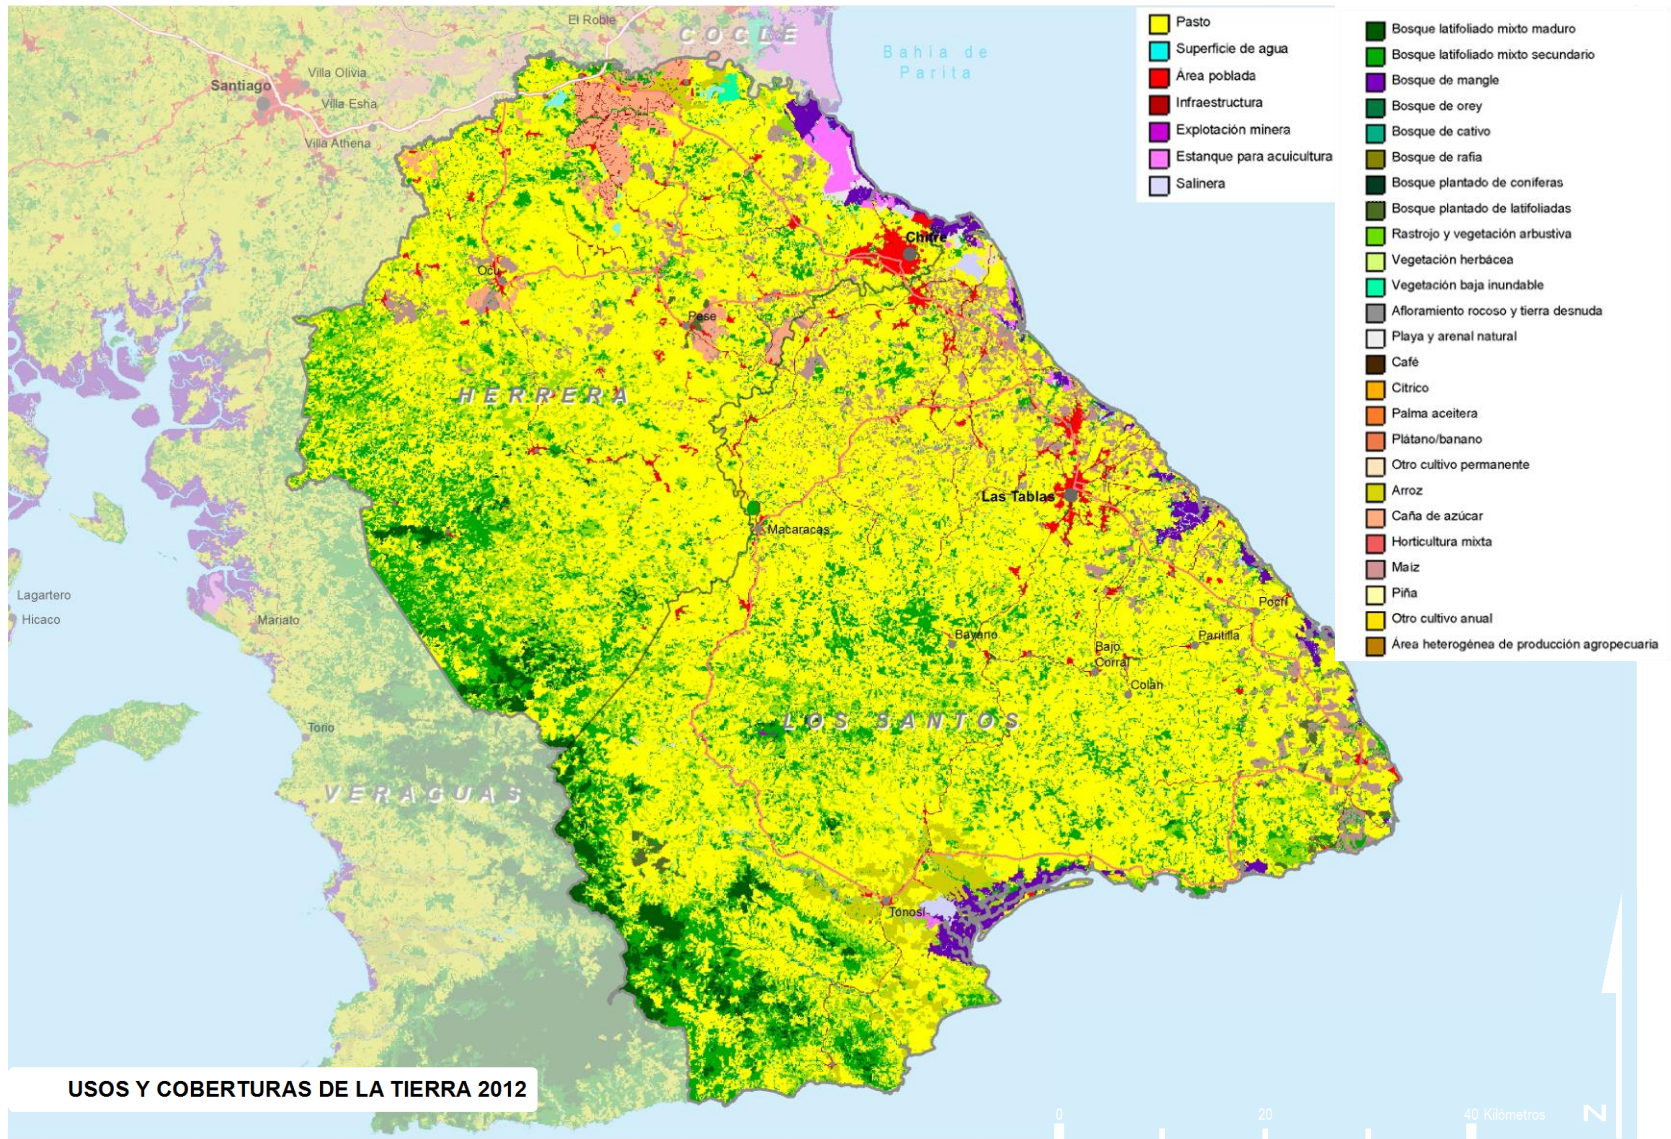 El Roble
COCLÉ
Bahía de
Parita
Santiago
Villa Olivia
Villa Esha
Villa Athena
Chitré
Ocú
Pesé
HERRERA
Las Tablas
Macaracas
Lagartero
Hicaco
Mariato
Pocrí
Bayano
Paritilla
Bajo
Corral
Colán
Torio
LOS SANTOS
VERAGUAS
Tonosí
USOS Y COBERTURAS DE LA TIERRA 2012
0 20 40 Kilómetros
N
Pasto
Superficie de agua
Área poblada
Infraestructura
Explotación minera
Estanque para acuicultura
Salinera
Bosque latifoliado mixto maduro
Bosque latifoliado mixto secundario
Bosque de mangle
Bosque de orey
Bosque de cativo
Bosque de rafia
Bosque plantado de coníferas
Bosque plantado de latifoliadas
Rastrojo y vegetación arbustiva
Vegetación herbácea
Vegetación baja inundable
Afloramiento rocoso y tierra desnuda
Playa y arenal natural
Café
Cítrico
Palma aceitera
Plátano/banano
Otro cultivo permanente
Arroz
Caña de azúcar
Horticultura mixta
Maíz
Piña
Otro cultivo anual
Área heterogénea de producción agropecuaria